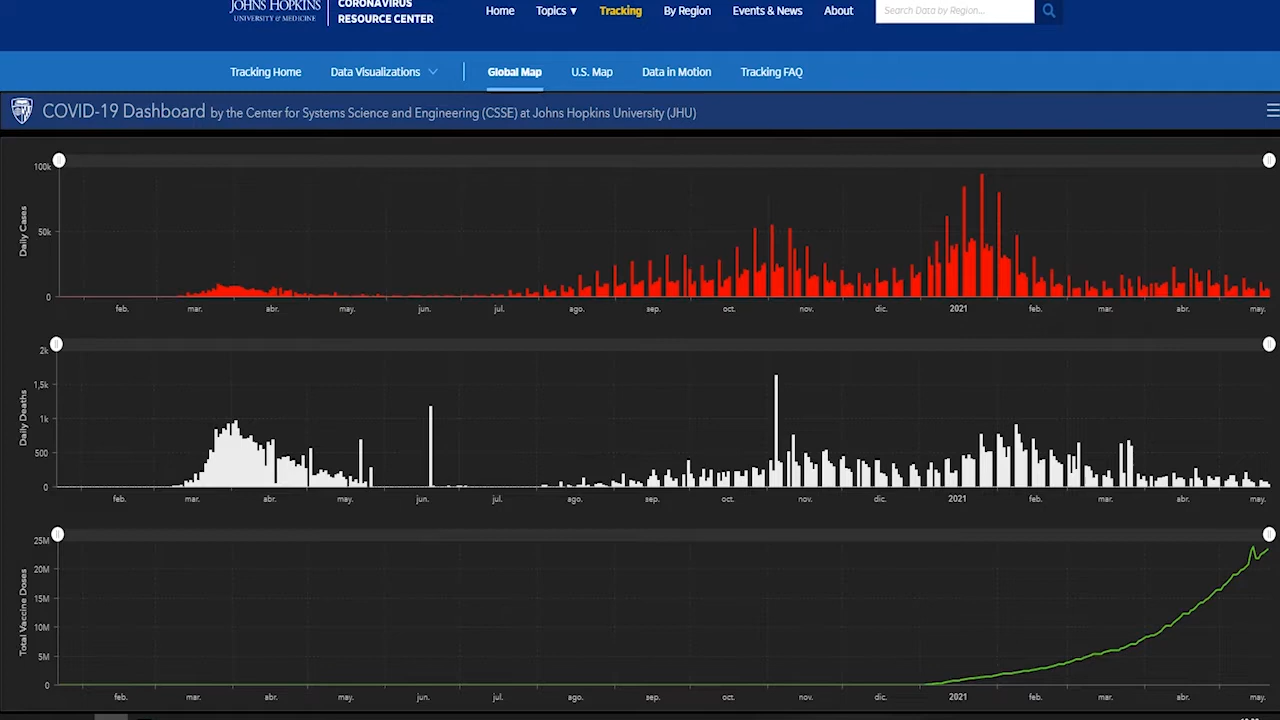 JOHNS HOPKINS
UNIVERSITY & MEDICINE
CORONAVIRUS
RESOURCE CENTER
Home Topics ▼ Tracking By Region Events & News About Search Data by Region...
Tracking Home Data Visualizations Global Map U.S. Map Data in Motion Tracking FAQ
COVID-19 Dashboard by the Center for Systems Science and Engineering (CSSE) at Johns Hopkins University (JHU)
Daily Cases
100k
50k
0
feb. mar. abr. may. jun. jul. ago. sep. oct. nov. dic. 2021 feb. mar. abr. may.
Daily Deaths
2k
1,5k
1k
500
0
feb. mar. abr. may. jun. jul. ago. sep. oct. nov. dic. 2021 feb. mar. abr. may.
Total Vaccine Doses
25M
20M
15M
10M
5M
0
feb. mar. abr. may. jun. jul. ago. sep. oct. nov. dic. 2021 feb. mar. abr. may.